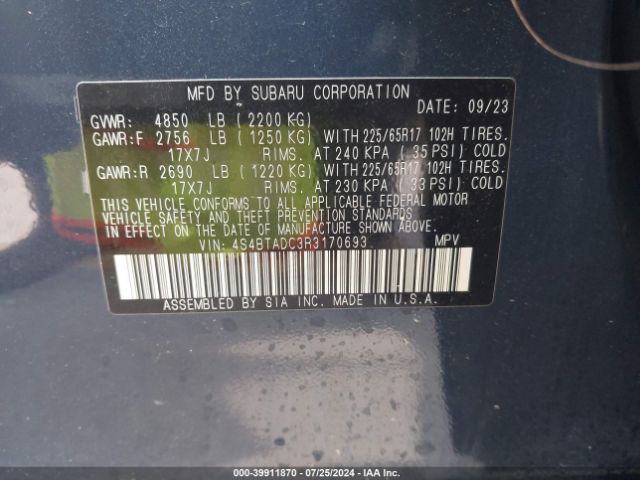 MFD BY SUBARU CORPORATION
DATE: 09/23
GVWR: 4850 LB ( 2200 KG)
GAWR:F 2756 LB ( 1250 KG) WITH 225/65R17 102H TIRES.
17X7J RIMS. AT 240 KPA ( 35 PSI) COLD
GAWR:R 2690 LB ( 1220 KG) WITH 225/65R17 102H TIRES.
17X7J RIMS. AT 230 KPA ( 33 PSI) COLD
THIS VEHICLE CONFORMS TO ALL APPLICABLE FEDERAL MOTOR
VEHICLE SAFETY AND THEFT PREVENTION STANDARDS
IN EFFECT ON THE DATE OF MANUFACTURE SHOWN ABOVE.
VIN: 4S4BTADC3R3170693 MPV
ASSEMBLED BY SIA INC. MADE IN U.S.A.
000-39911870 / 07/25/2024 - IAA Inc.